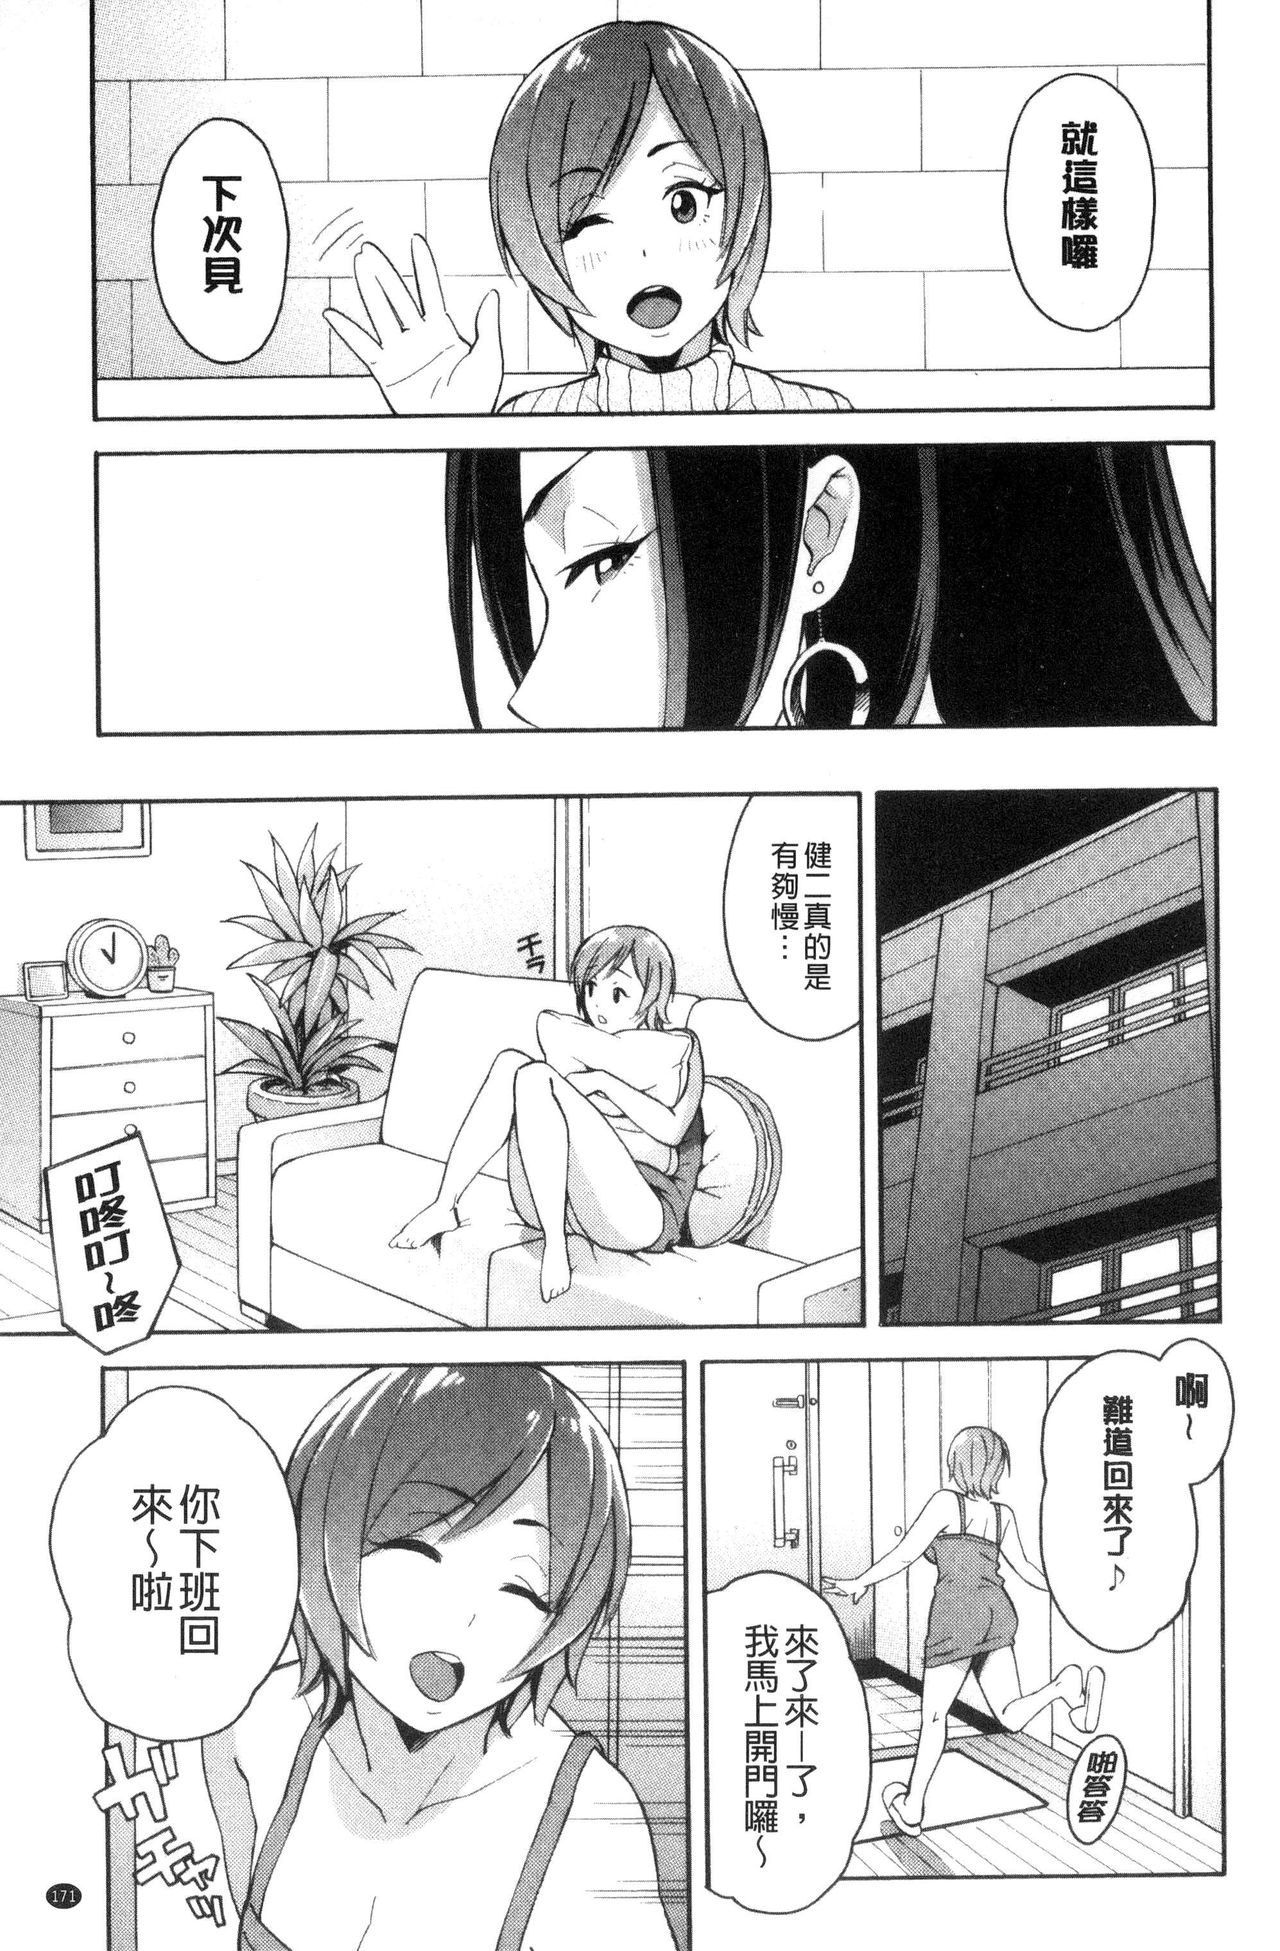 就這樣囉
下次見
健二真的是
有夠慢…
チラ
叮咚叮~咚
啊~
難道回來了♪
來了來—了，
我馬上開門囉~
啪答答
你下班回
來~啦
ガチャッ
171